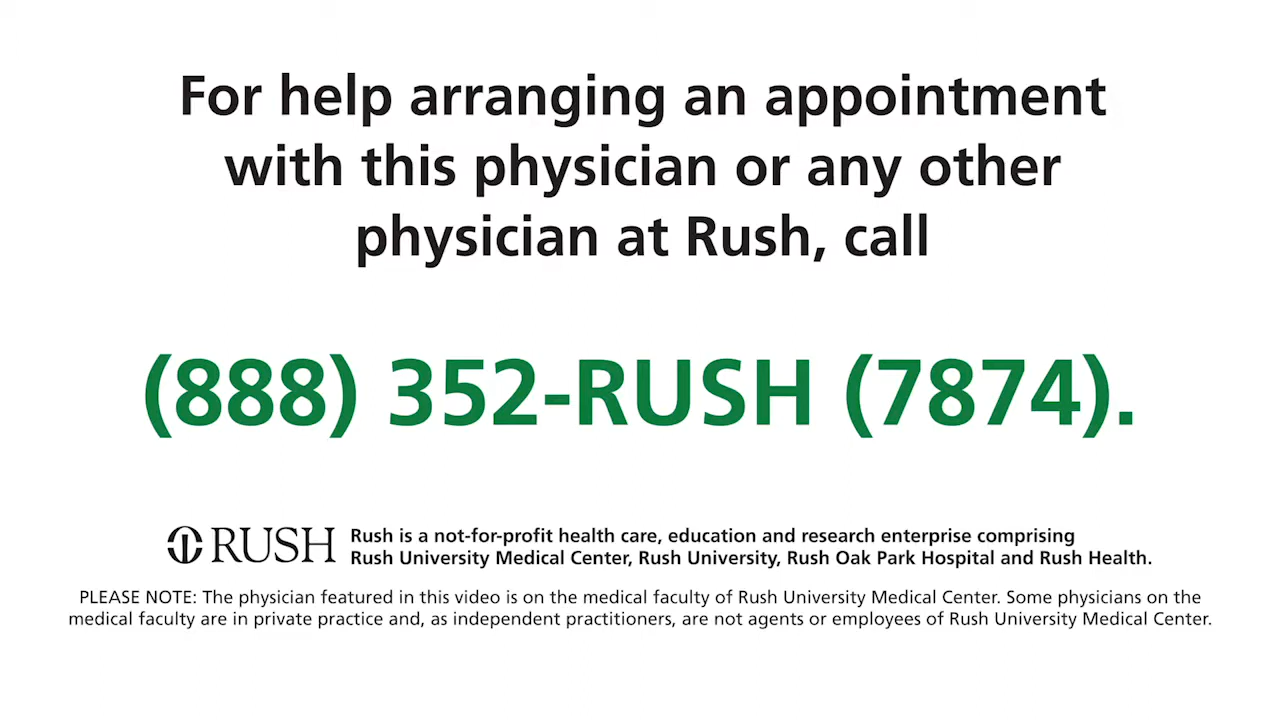 For help arranging an appointment
with this physician or any other
physician at Rush, call
(888) 352-RUSH (7874).
RUSH
Rush is a not-for-profit health care, education and research enterprise comprising
Rush University Medical Center, Rush University, Rush Oak Park Hospital and Rush Health.
PLEASE NOTE: The physician featured in this video is on the medical faculty of Rush University Medical Center. Some physicians on the
medical faculty are in private practice and, as independent practitioners, are not agents or employees of Rush University Medical Center.